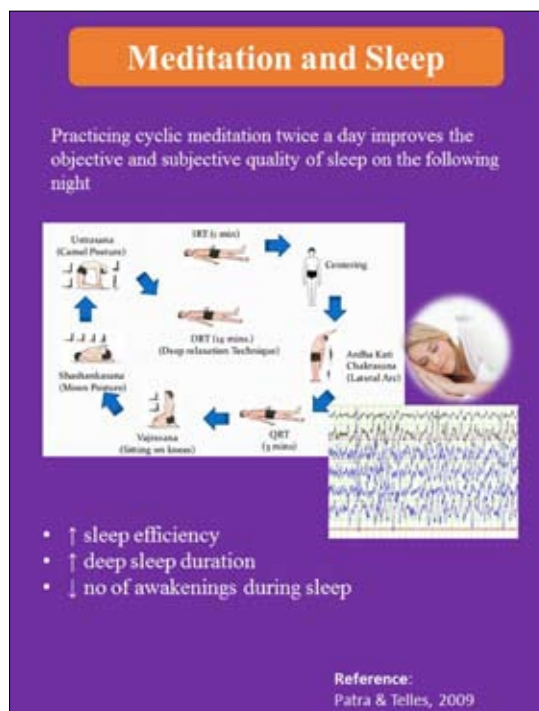 Meditation and Sleep
Practicing cyclic meditation twice a day improves the
objective and subjective quality of sleep on the following
night
IRT (1 min)
Centering
Ardha Kati
Chakrasana
(Lateral Arc)
QRT
(3 mins)
Vajrasana
(Sitting on knees)
Shashankasana
(Moon Posture)
Ustrasana
(Camel Posture)
DRT (14 mins.)
(Deep relaxation Technique)
• ↑ sleep efficiency
• ↑ deep sleep duration
• ↓ no of awakenings during sleep
Reference:
Patra & Telles, 2009